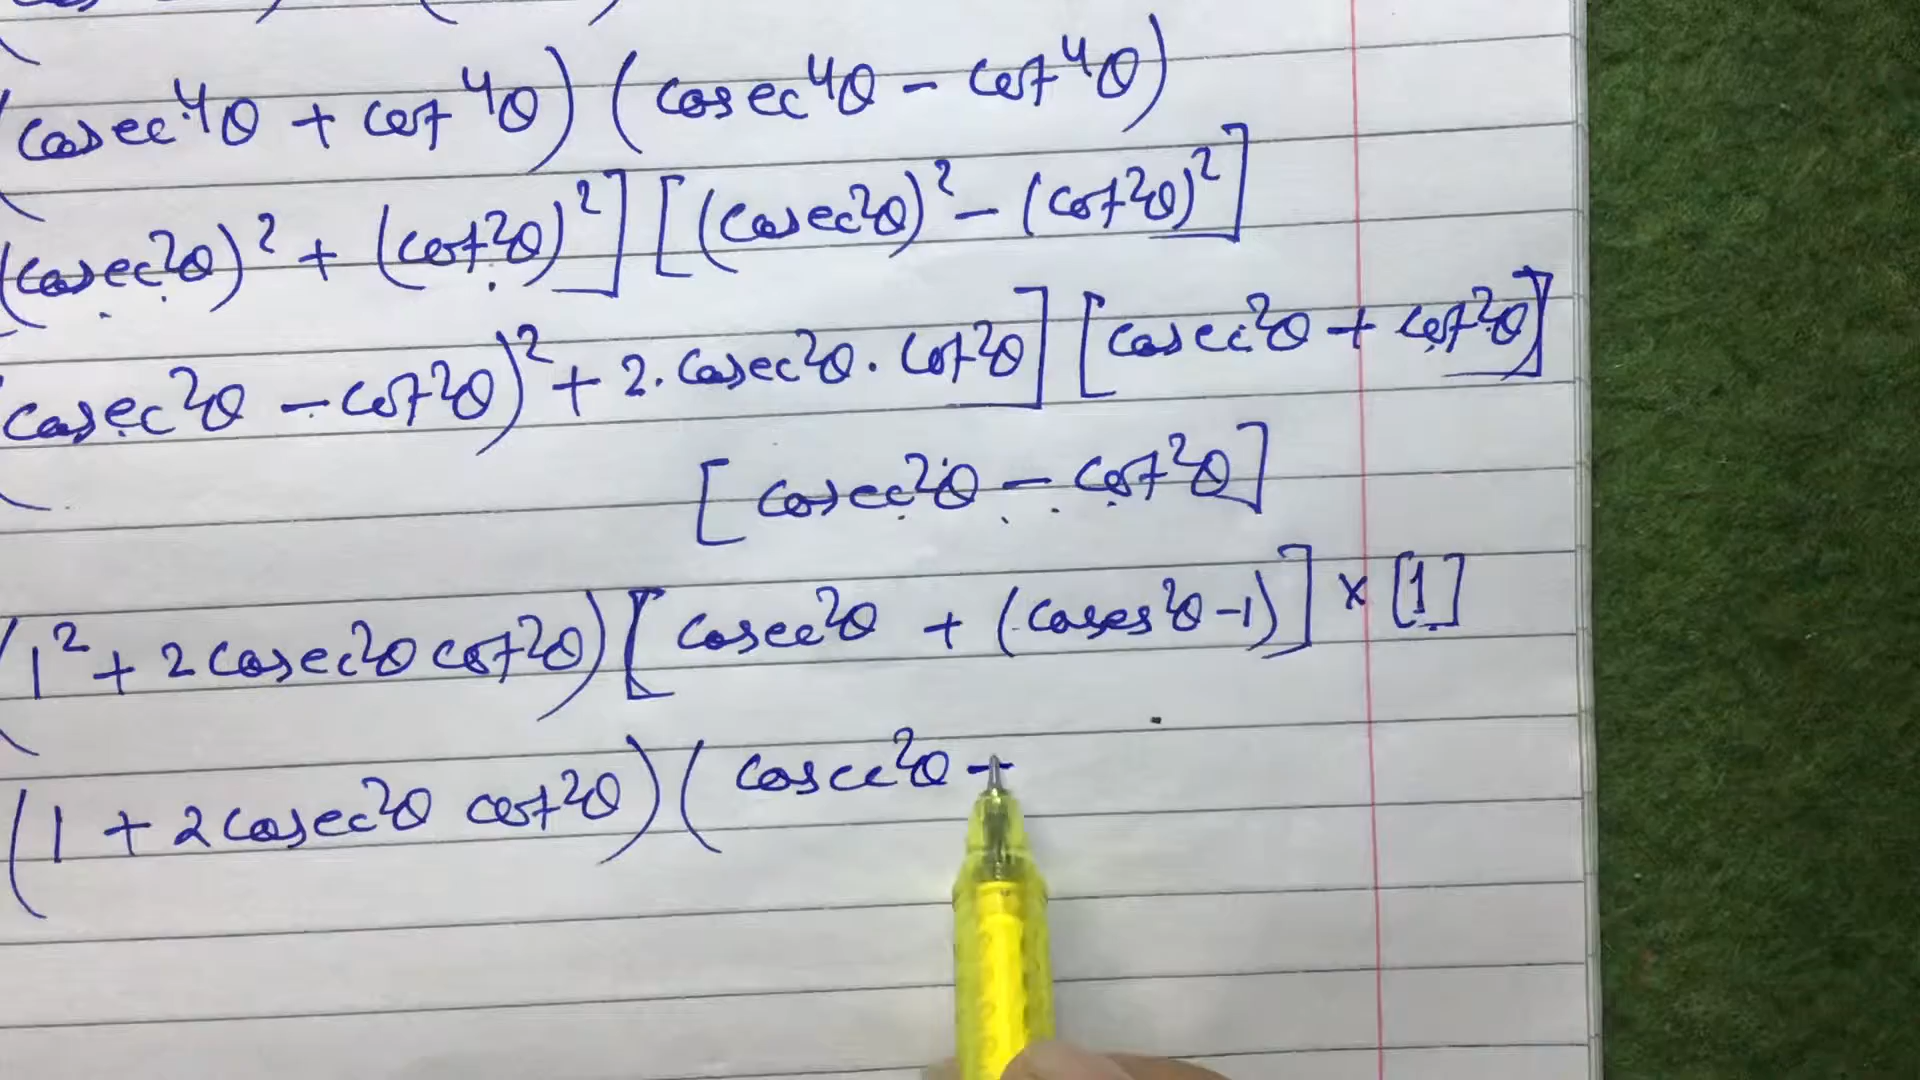 (cosec⁴θ + cot⁴θ) (cosec⁴θ - cot⁴θ)
(cosec²θ)² + (cot²θ)²] [(cosec²θ)² - (cot²θ)²]
cosec²θ - cot²θ)² + 2. cosec²θ. cot²θ] [cosec²θ + cot²θ]
[cosec²θ - cot²θ]
(1² + 2cosec²θ cot²θ) [cosec²θ + (coses²θ-1)] × [1]
(1 + 2cosec²θ cot²θ) (cosec²θ +